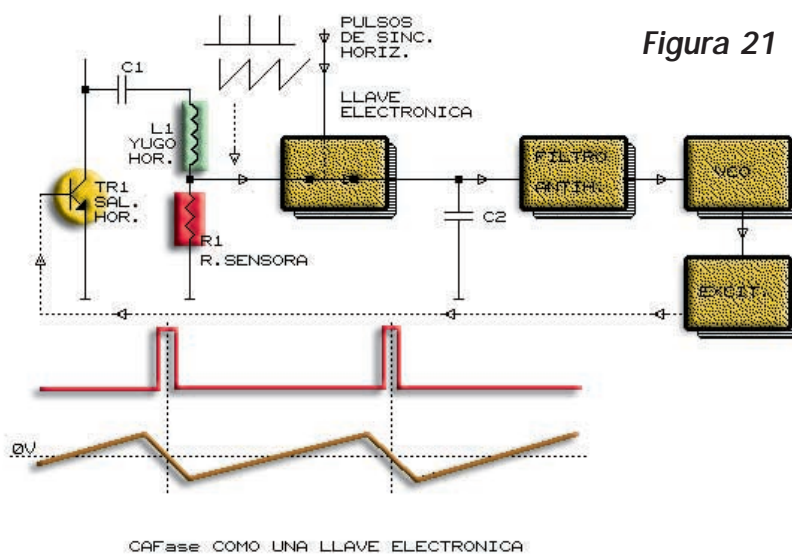 PULSOS
DE SINC.
HORIZ.
Figura 21
C1
LLAVE
ELECTRONICA
L1
YUGO
HOR.
FILTRO
ANTIH.
VCO
TR1
SAL.
HOR.
C2
R1
R.SENSORA
EXCIT.
0V
CAFase COMO UNA LLAVE ELECTRONICA